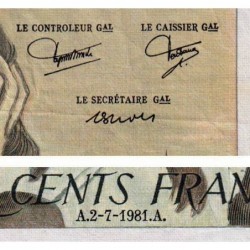 LE CONTROLEUR GAL LE CAISSIER GAL
LE SECRÉTAIRE GAL
CENTS FRAN
A.2-7-1981.A.